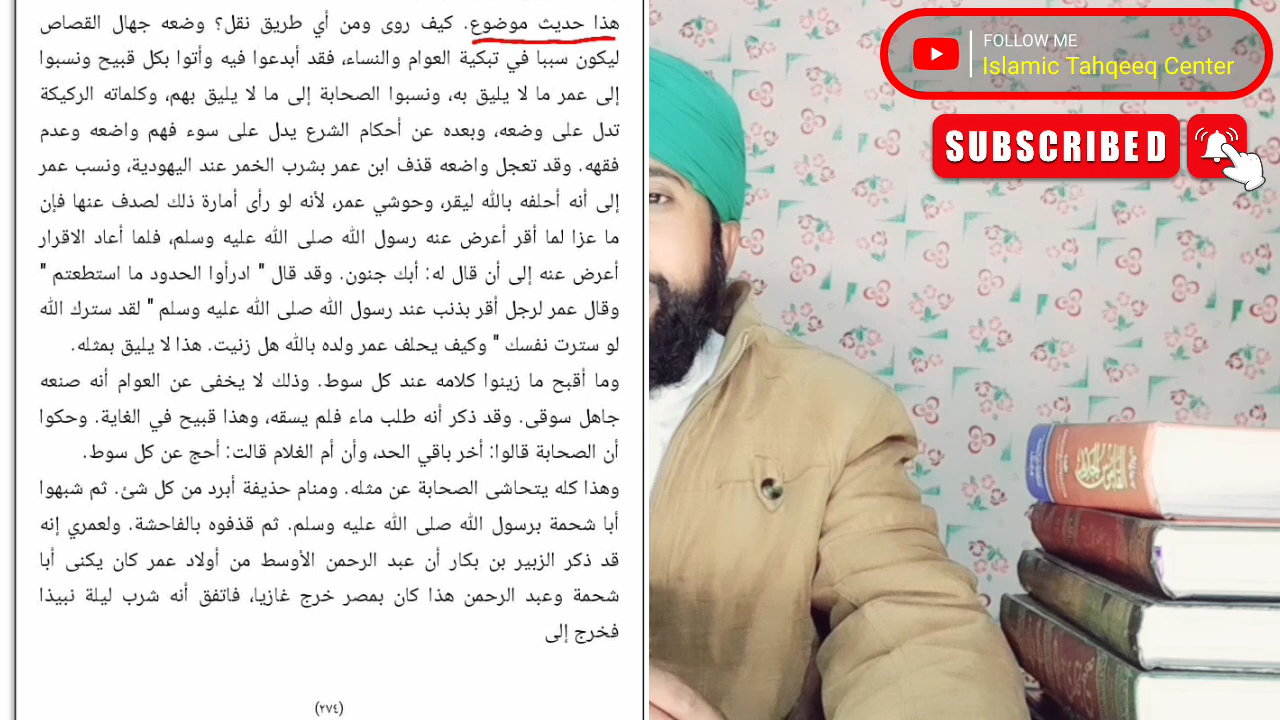 هذا حديث موضوع. كيف روى ومن أي طريق نقل؟ وضعه جهال القصاص
ليكون سببا في تبكية العوام والنساء، فقد أبدعوا فيه وأتوا بكل قبيح ونسبوا
إلى عمر ما لا يليق به، ونسبوا الصحابة إلى ما لا يليق بهم، وكلماته الركيكة
تدل على وضعه، وبعده عن أحكام الشرع يدل على سوء فهم واضعه وعدم
فقهه. وقد تعجل واضعه قذف ابن عمر بشرب الخمر عند اليهودية، ونسب عمر
إلى أنه أحلفه بالله ليقر، وحوشي عمر، لأنه لو رأى أمارة ذلك لصدف عنها فإن
ما عزا لما أقر أعرض عنه رسول الله صلى الله عليه وسلم، فلما أعاد الاقرار
أعرض عنه إلى أن قال له: أبك جنون. وقد قال " ادرأوا الحدود ما استطعتم "
وقال عمر لرجل أقر بذنب عند رسول الله صلى الله عليه وسلم " لقد سترك الله
لو سترت نفسك " وكيف يحلف عمر ولده بالله هل زنيت. هذا لا يليق بمثله.
وما أقبح ما زينوا كلامه عند كل سوط. وذلك لا يخفى عن العوام أنه صنعه
جاهل سوقى. وقد ذكر أنه طلب ماء فلم يسقه، وهذا قبيح في الغاية. وحكوا
أن الصحابة قالوا: أخر باقي الحد، وأن أم الغلام قالت: أحج عن كل سوط.
وهذا كله يتحاشى الصحابة عن مثله. ومنام حذيفة أبرد من كل شئ. ثم شبهوا
أبا شحمة برسول الله صلى الله عليه وسلم. ثم قذفوه بالفاحشة. ولعمري إنه
قد ذكر الزبير بن بكار أن عبد الرحمن الأوسط من أولاد عمر كان يكنى أبا
شحمة وعبد الرحمن هذا كان بمصر خرج غازيا، فاتفق أنه شرب ليلة نبيذا
فخرج إلى
(٢٧٤)
FOLLOW ME
Islamic Tahqeeq Center
SUBSCRIBED